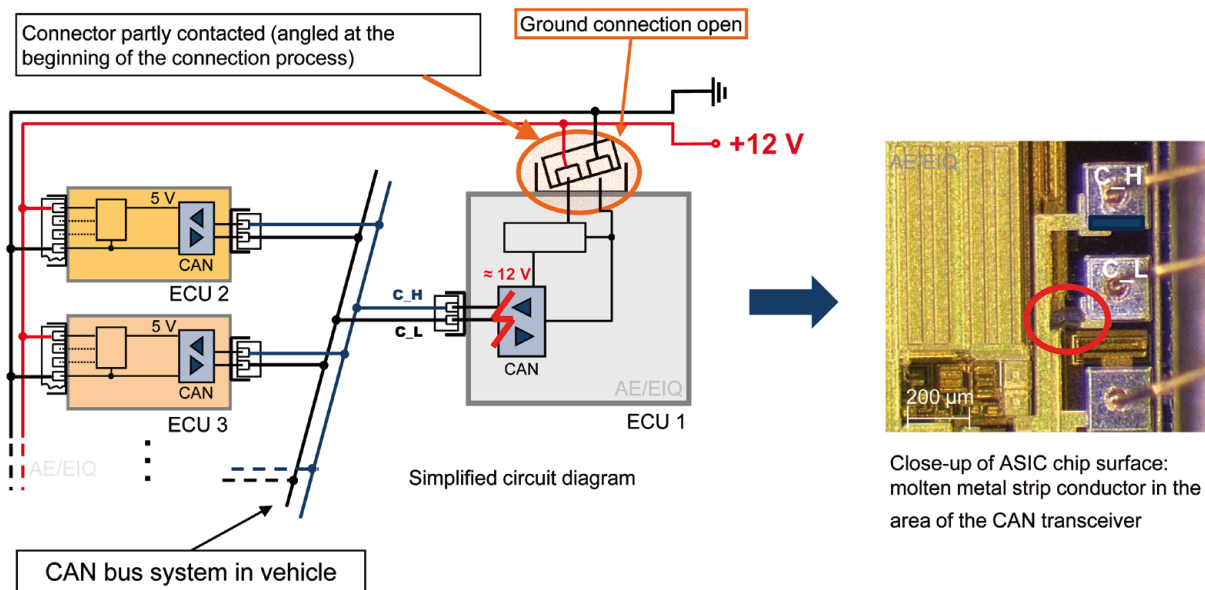 Connector partly contacted (angled at the
beginning of the connection process)
Ground connection open
+12 V
5 V
CAN
ECU 2
5 V
CAN
ECU 3
AE/EIQ
C_H
C_L
≈ 12 V
CAN
AE/EIQ
ECU 1
Simplified circuit diagram
CAN bus system in vehicle
AE/EIQ
C_H
C_L
200 µm
Close-up of ASIC chip surface:
molten metal strip conductor in the
area of the CAN transceiver